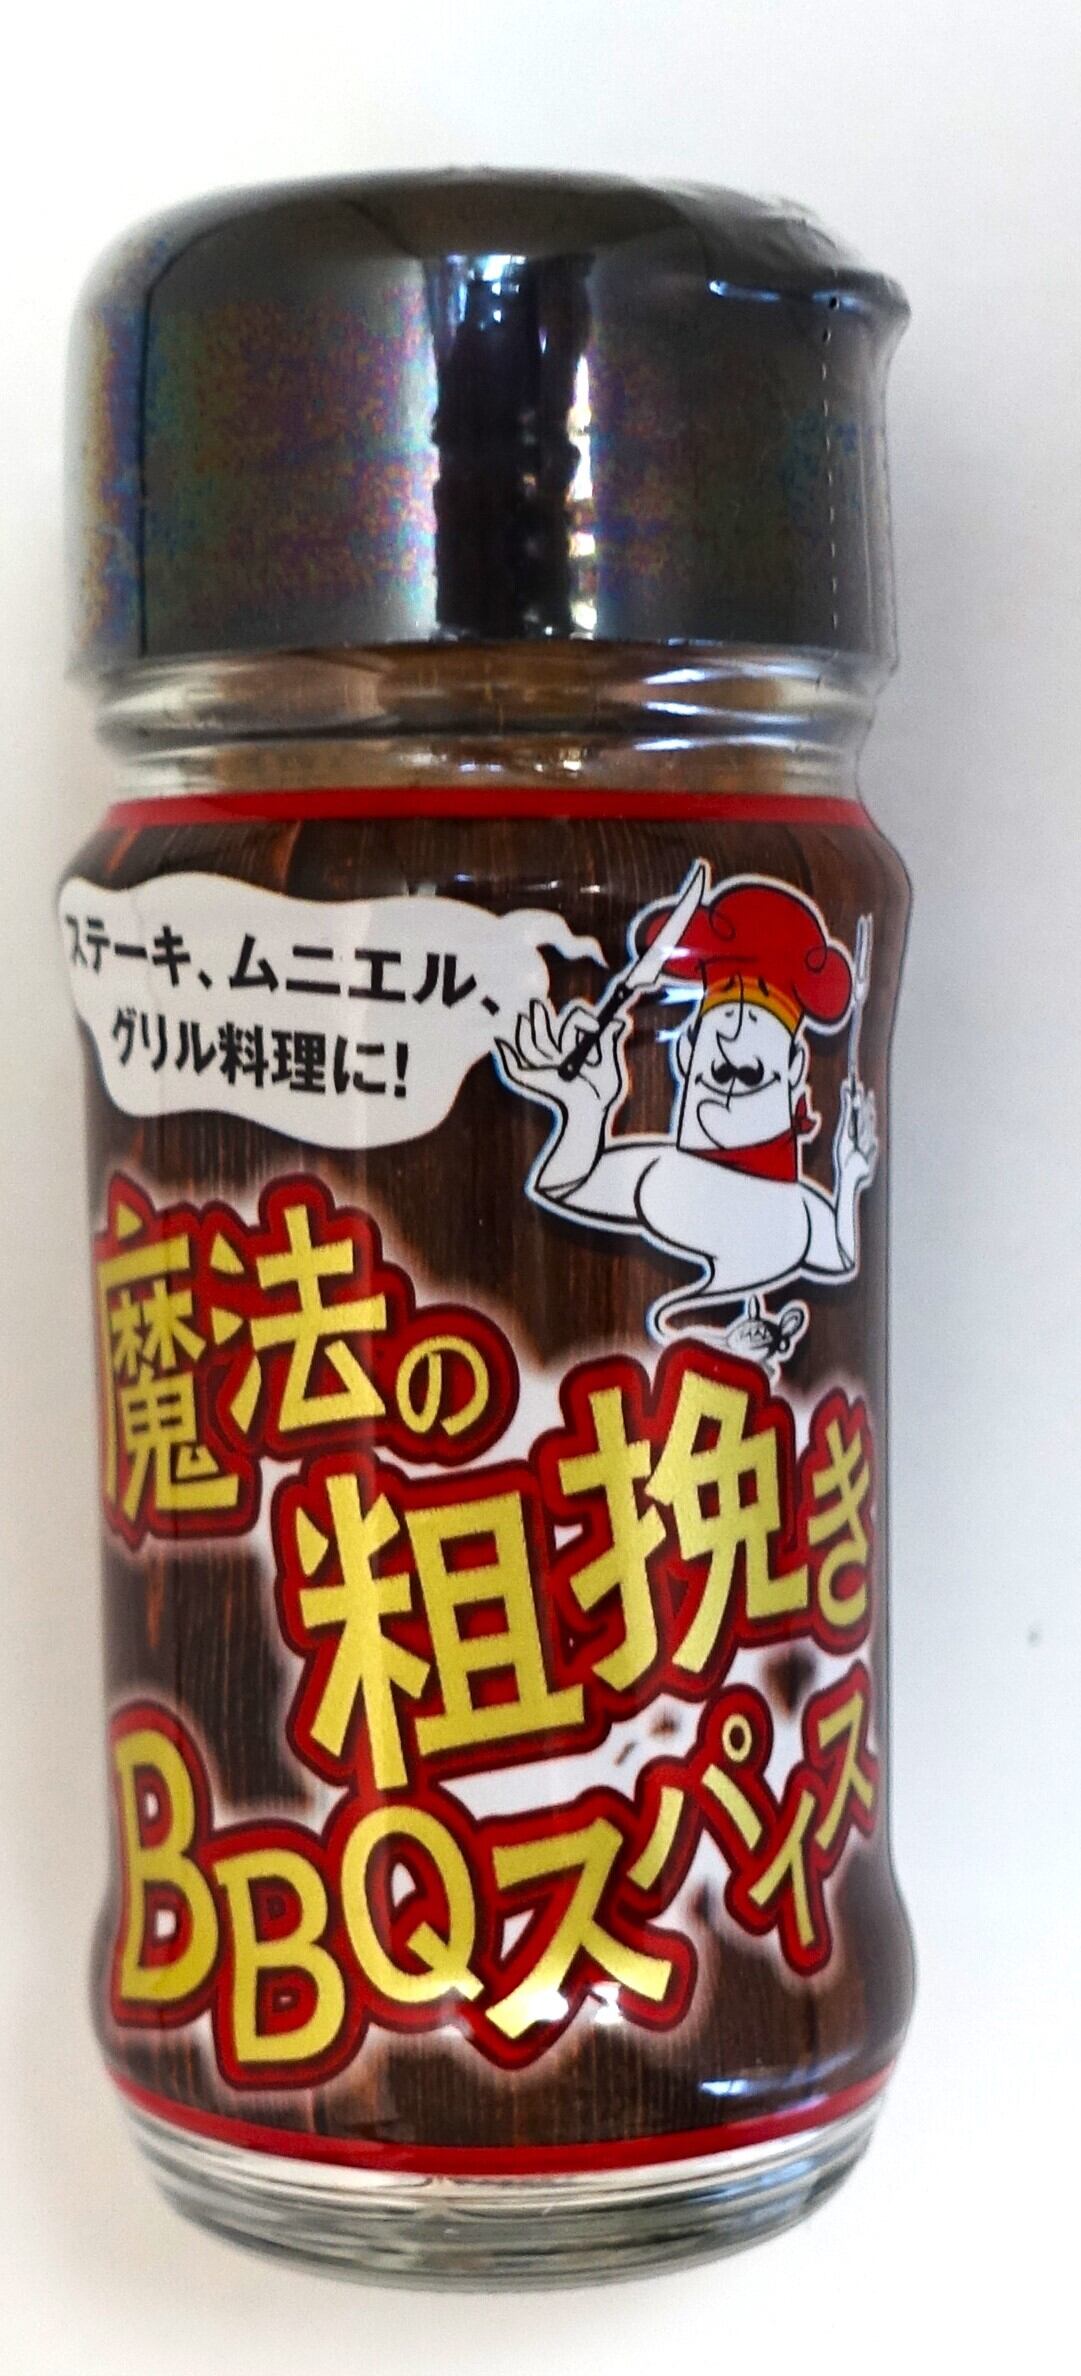 ステーキ、ムニエル、
グリル料理に!
魔法の
粗挽き
BBQスパイス